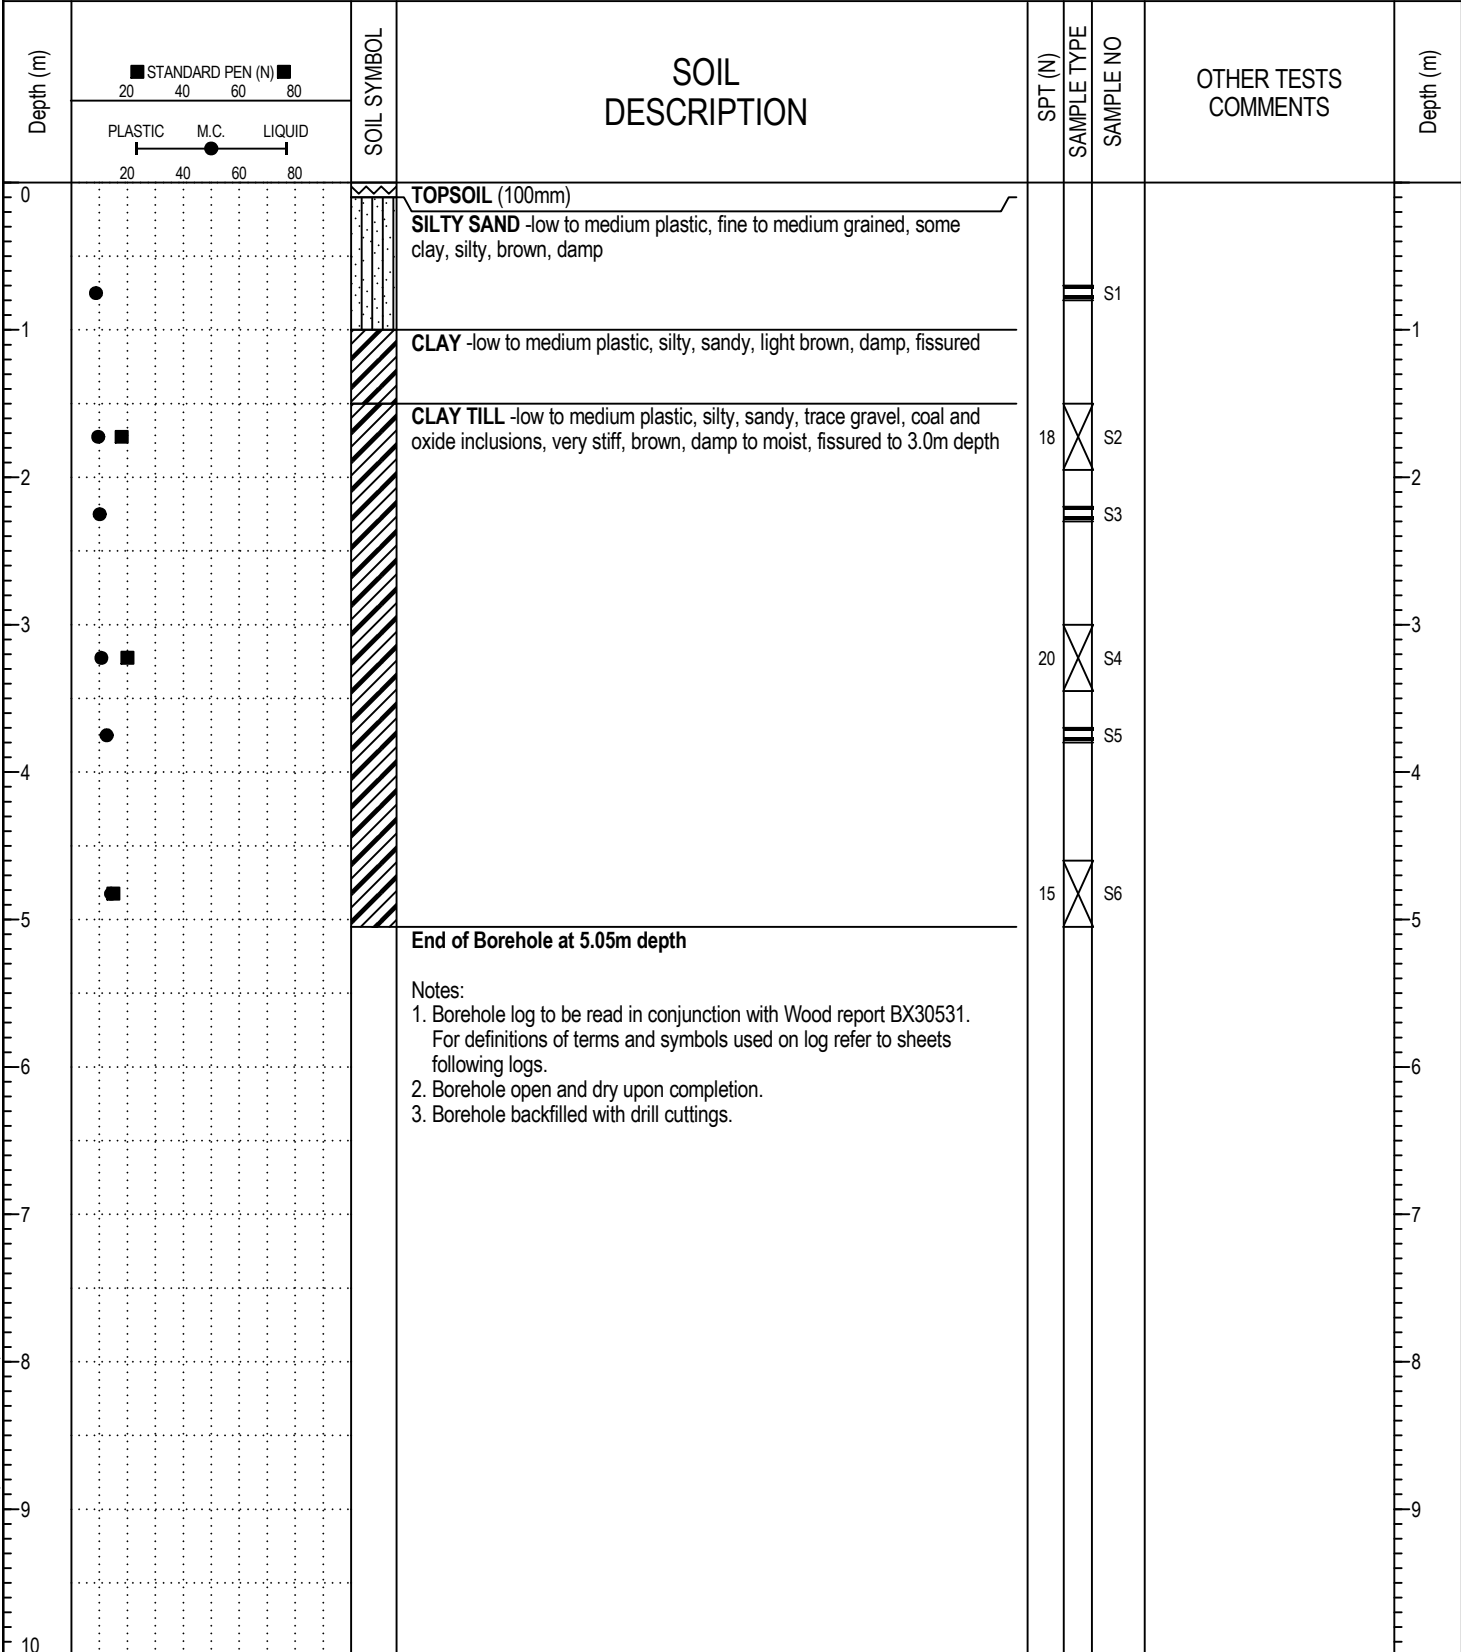 Depth (m)
STANDARD PEN (N)
20 40 60 80
PLASTIC M.C. LIQUID
20 40 60 80
SOIL SYMBOL
SOIL
DESCRIPTION
SPT (N)
SAMPLE TYPE
SAMPLE NO
OTHER TESTS
COMMENTS
Depth (m)
0
TOPSOIL (100mm)
SILTY SAND -low to medium plastic, fine to medium grained, some
clay, silty, brown, damp
S1
1
1
CLAY -low to medium plastic, silty, sandy, light brown, damp, fissured
CLAY TILL -low to medium plastic, silty, sandy, trace gravel, coal and
oxide inclusions, very stiff, brown, damp to moist, fissured to 3.0m depth
18 S2
2
2
S3
3
3
20 S4
S5
4
4
15 S6
5
5
End of Borehole at 5.05m depth
Notes:
1. Borehole log to be read in conjunction with Wood report BX30531.
For definitions of terms and symbols used on log refer to sheets
following logs.
2. Borehole open and dry upon completion.
3. Borehole backfilled with drill cuttings.
6
6
7
7
8
8
9
9
10